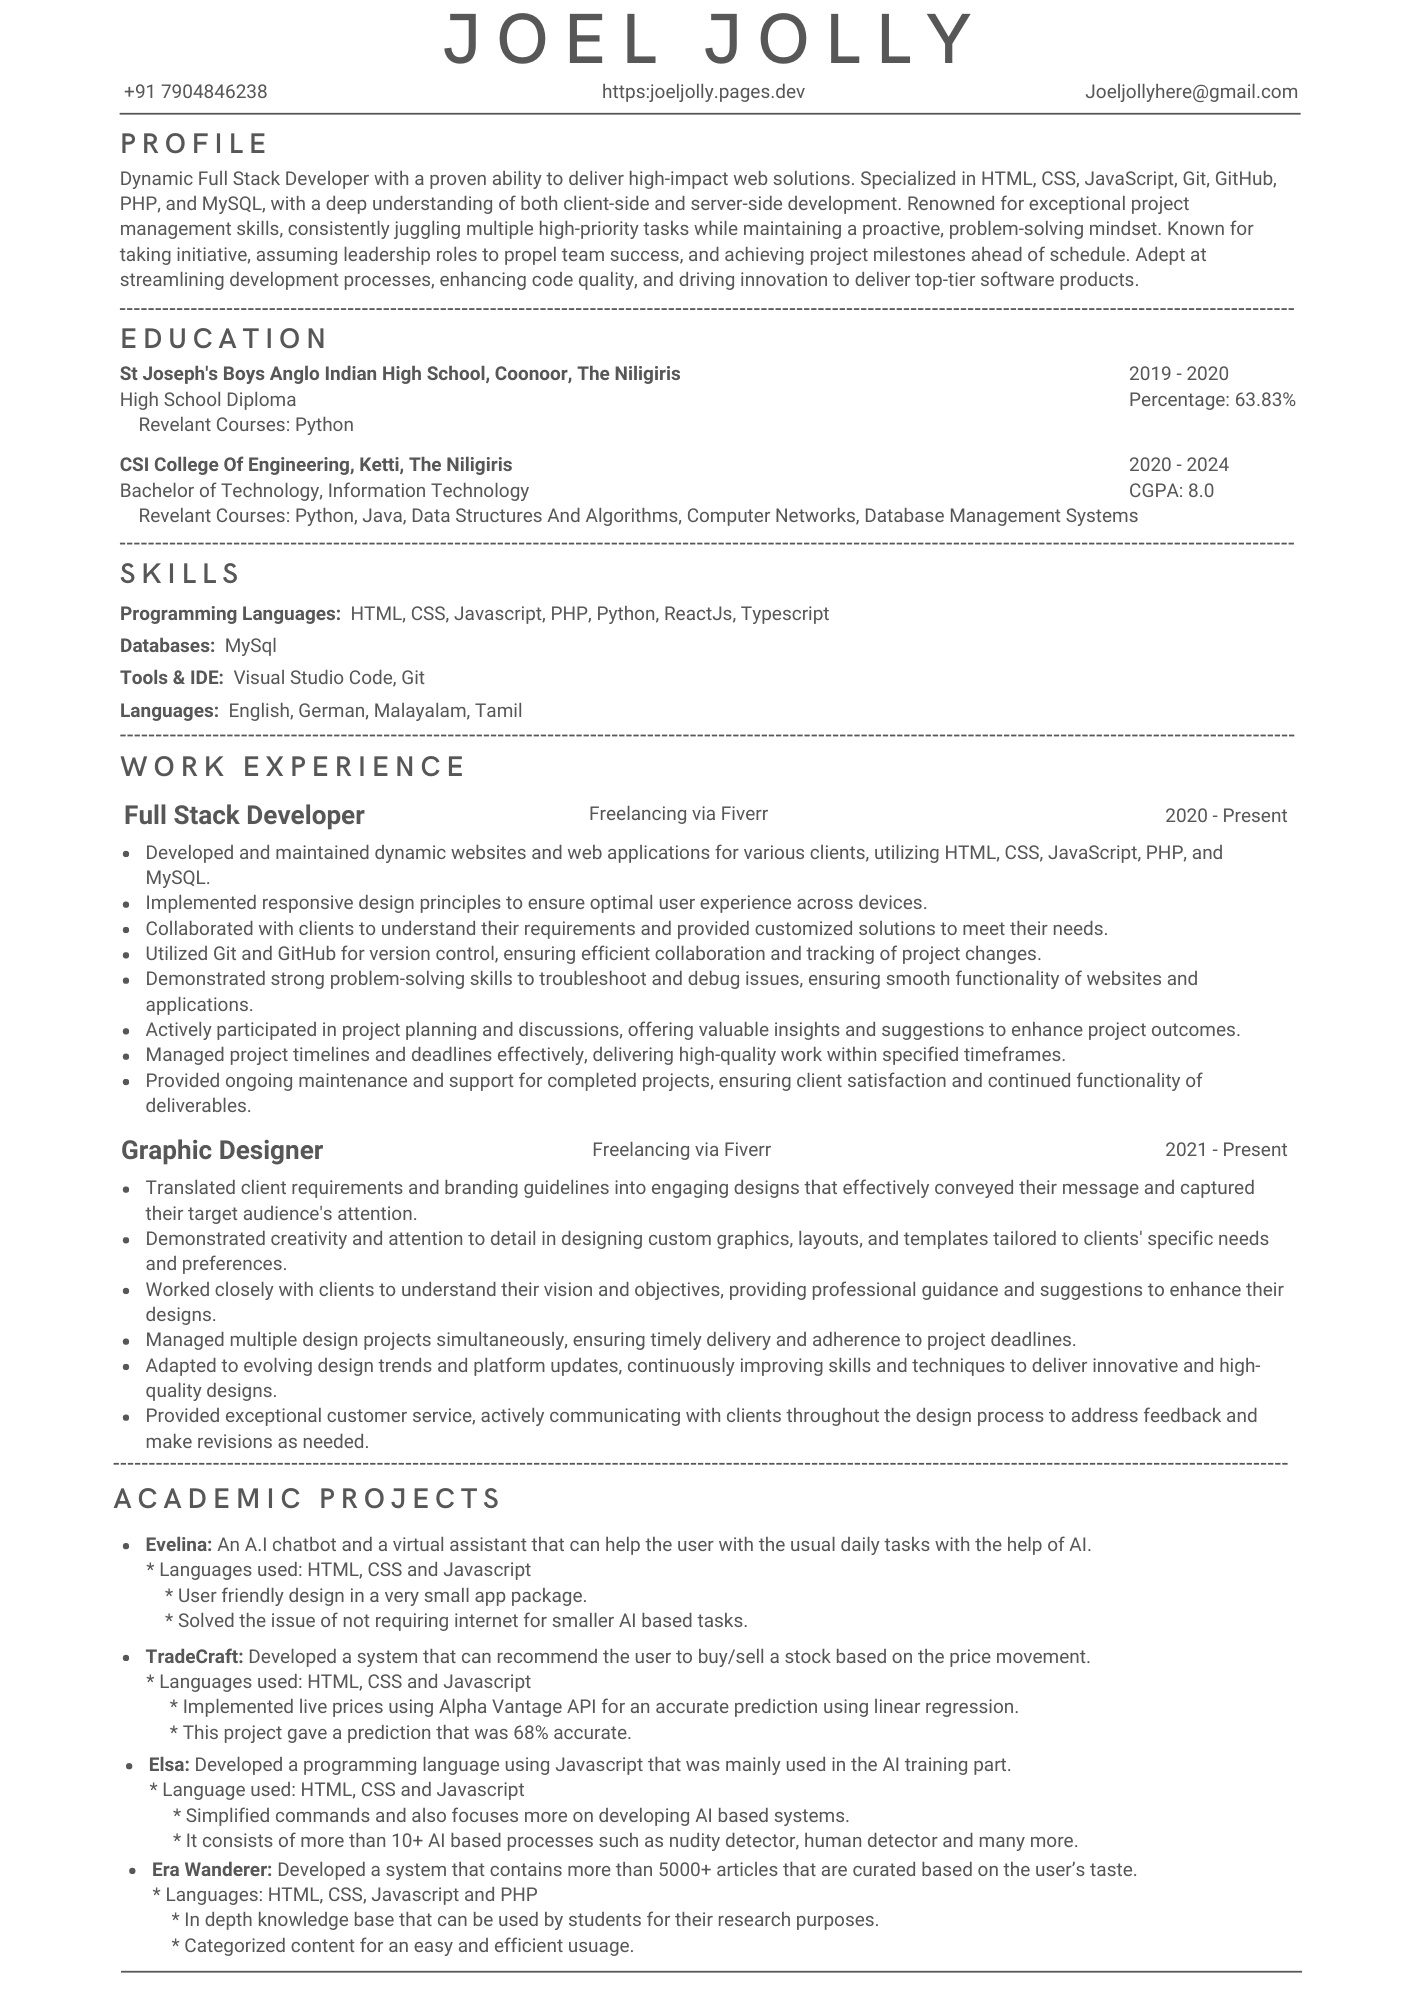 JOEL JOLLY
+91 7904846238 https:joeljolly.pages.dev Joeljollyhere@gmail.com
PROFILE
Dynamic Full Stack Developer with a proven ability to deliver high-impact web solutions. Specialized in HTML, CSS, JavaScript, Git, GitHub,
PHP, and MySQL, with a deep understanding of both client-side and server-side development. Renowned for exceptional project
management skills, consistently juggling multiple high-priority tasks while maintaining a proactive, problem-solving mindset. Known for
taking initiative, assuming leadership roles to propel team success, and achieving project milestones ahead of schedule. Adept at
streamlining development processes, enhancing code quality, and driving innovation to deliver top-tier software products.
EDUCATION
St Joseph's Boys Anglo Indian High School, Coonoor, The Niligiris 2019 - 2020
High School Diploma Percentage: 63.83%
Revelant Courses: Python
CSI College Of Engineering, Ketti, The Niligiris 2020 - 2024
Bachelor of Technology, Information Technology CGPA: 8.0
Revelant Courses: Python, Java, Data Structures And Algorithms, Computer Networks, Database Management Systems
SKILLS
Programming Languages: HTML, CSS, Javascript, PHP, Python, ReactJs, Typescript
Databases: MySql
Tools & IDE: Visual Studio Code, Git
Languages: English, German, Malayalam, Tamil
WORK EXPERIENCE
Full Stack Developer Freelancing via Fiverr 2020 - Present
• Developed and maintained dynamic websites and web applications for various clients, utilizing HTML, CSS, JavaScript, PHP, and
MySQL.
• Implemented responsive design principles to ensure optimal user experience across devices.
• Collaborated with clients to understand their requirements and provided customized solutions to meet their needs.
• Utilized Git and GitHub for version control, ensuring efficient collaboration and tracking of project changes.
• Demonstrated strong problem-solving skills to troubleshoot and debug issues, ensuring smooth functionality of websites and
applications.
• Actively participated in project planning and discussions, offering valuable insights and suggestions to enhance project outcomes.
• Managed project timelines and deadlines effectively, delivering high-quality work within specified timeframes.
• Provided ongoing maintenance and support for completed projects, ensuring client satisfaction and continued functionality of
deliverables.
Graphic Designer Freelancing via Fiverr 2021 - Present
• Translated client requirements and branding guidelines into engaging designs that effectively conveyed their message and captured
their target audience's attention.
• Demonstrated creativity and attention to detail in designing custom graphics, layouts, and templates tailored to clients' specific needs
and preferences.
• Worked closely with clients to understand their vision and objectives, providing professional guidance and suggestions to enhance their
designs.
• Managed multiple design projects simultaneously, ensuring timely delivery and adherence to project deadlines.
• Adapted to evolving design trends and platform updates, continuously improving skills and techniques to deliver innovative and high-
quality designs.
• Provided exceptional customer service, actively communicating with clients throughout the design process to address feedback and
make revisions as needed.
ACADEMIC PROJECTS
• Evelina: An A.I chatbot and a virtual assistant that can help the user with the usual daily tasks with the help of AI.
* Languages used: HTML, CSS and Javascript
* User friendly design in a very small app package.
* Solved the issue of not requiring internet for smaller AI based tasks.
• TradeCraft: Developed a system that can recommend the user to buy/sell a stock based on the price movement.
* Languages used: HTML, CSS and Javascript
* Implemented live prices using Alpha Vantage API for an accurate prediction using linear regression.
* This project gave a prediction that was 68% accurate.
• Elsa: Developed a programming language using Javascript that was mainly used in the AI training part.
* Language used: HTML, CSS and Javascript
* Simplified commands and also focuses more on developing AI based systems.
* It consists of more than 10+ AI based processes such as nudity detector, human detector and many more.
• Era Wanderer: Developed a system that contains more than 5000+ articles that are curated based on the user’s taste.
* Languages: HTML, CSS, Javascript and PHP
* In depth knowledge base that can be used by students for their research purposes.
* Categorized content for an easy and efficient usuage.